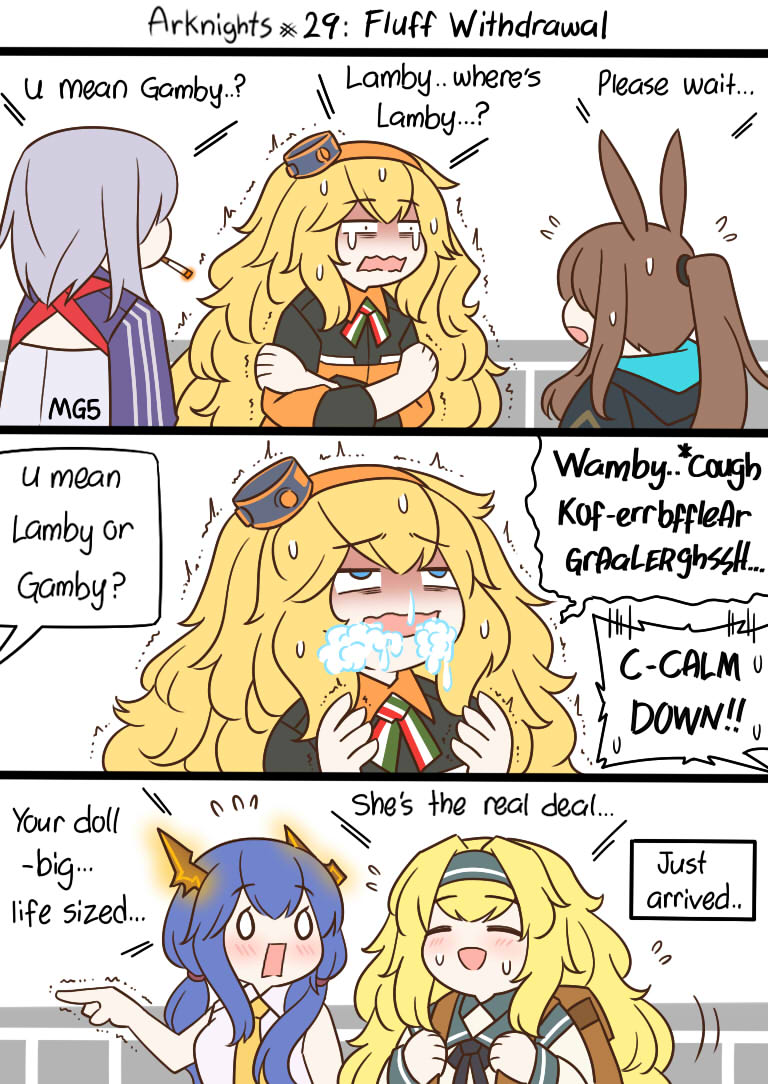 Arknights * 29: Fluff Withdrawal
U mean Gamby..?
Lamby.. where's
Lamby...?
Please wait...
MG5
U mean
Lamby or
Gamby?
Wamby..*Cough
Kof-errbffleAr
GrAaLERghsSH...
C-CALM
DOWN!!
Your doll
-big...
life sized...
She's the real deal...
Just
arrived..